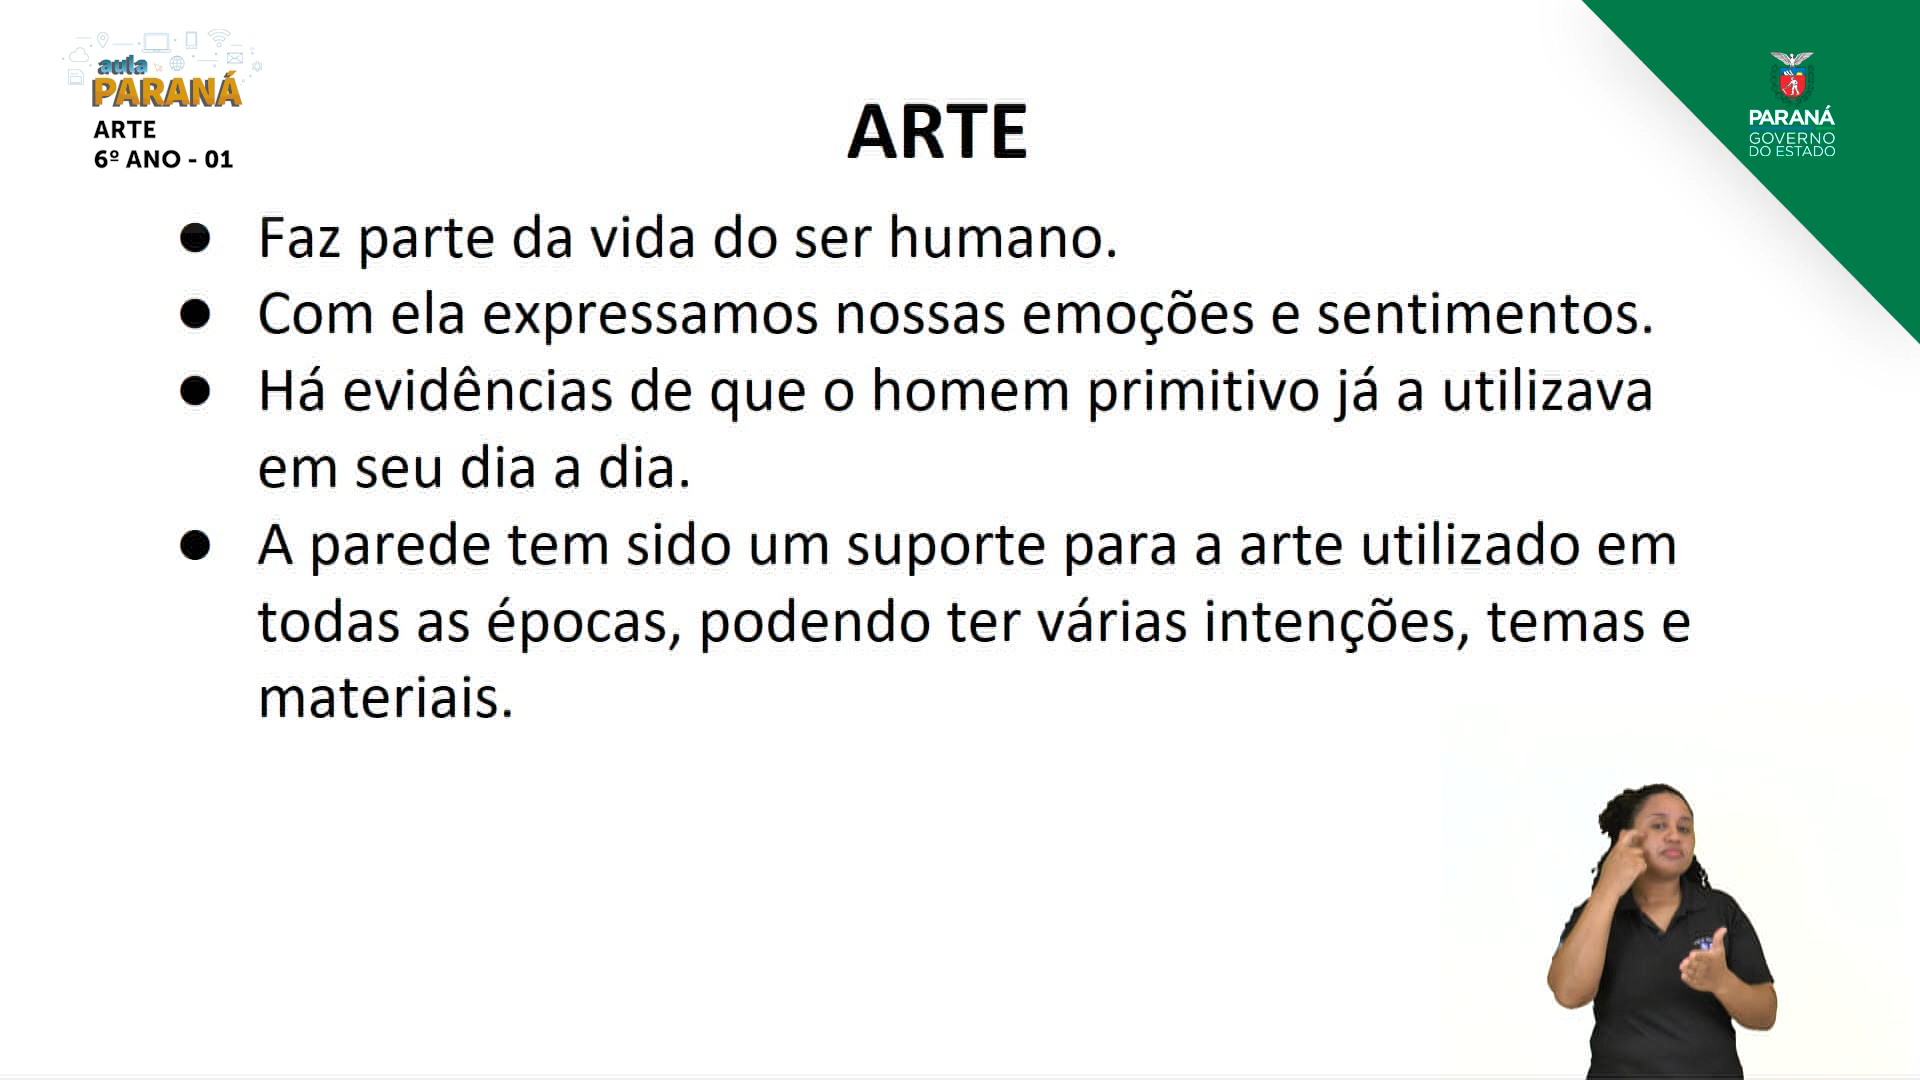 aula
PARANÁ
ARTE
6º ANO - 01
ARTE
PARANÁ
GOVERNO
DO ESTADO
● Faz parte da vida do ser humano.
● Com ela expressamos nossas emoções e sentimentos.
● Há evidências de que o homem primitivo já a utilizava
em seu dia a dia.
● A parede tem sido um suporte para a arte utilizado em
todas as épocas, podendo ter várias intenções, temas e
materiais.